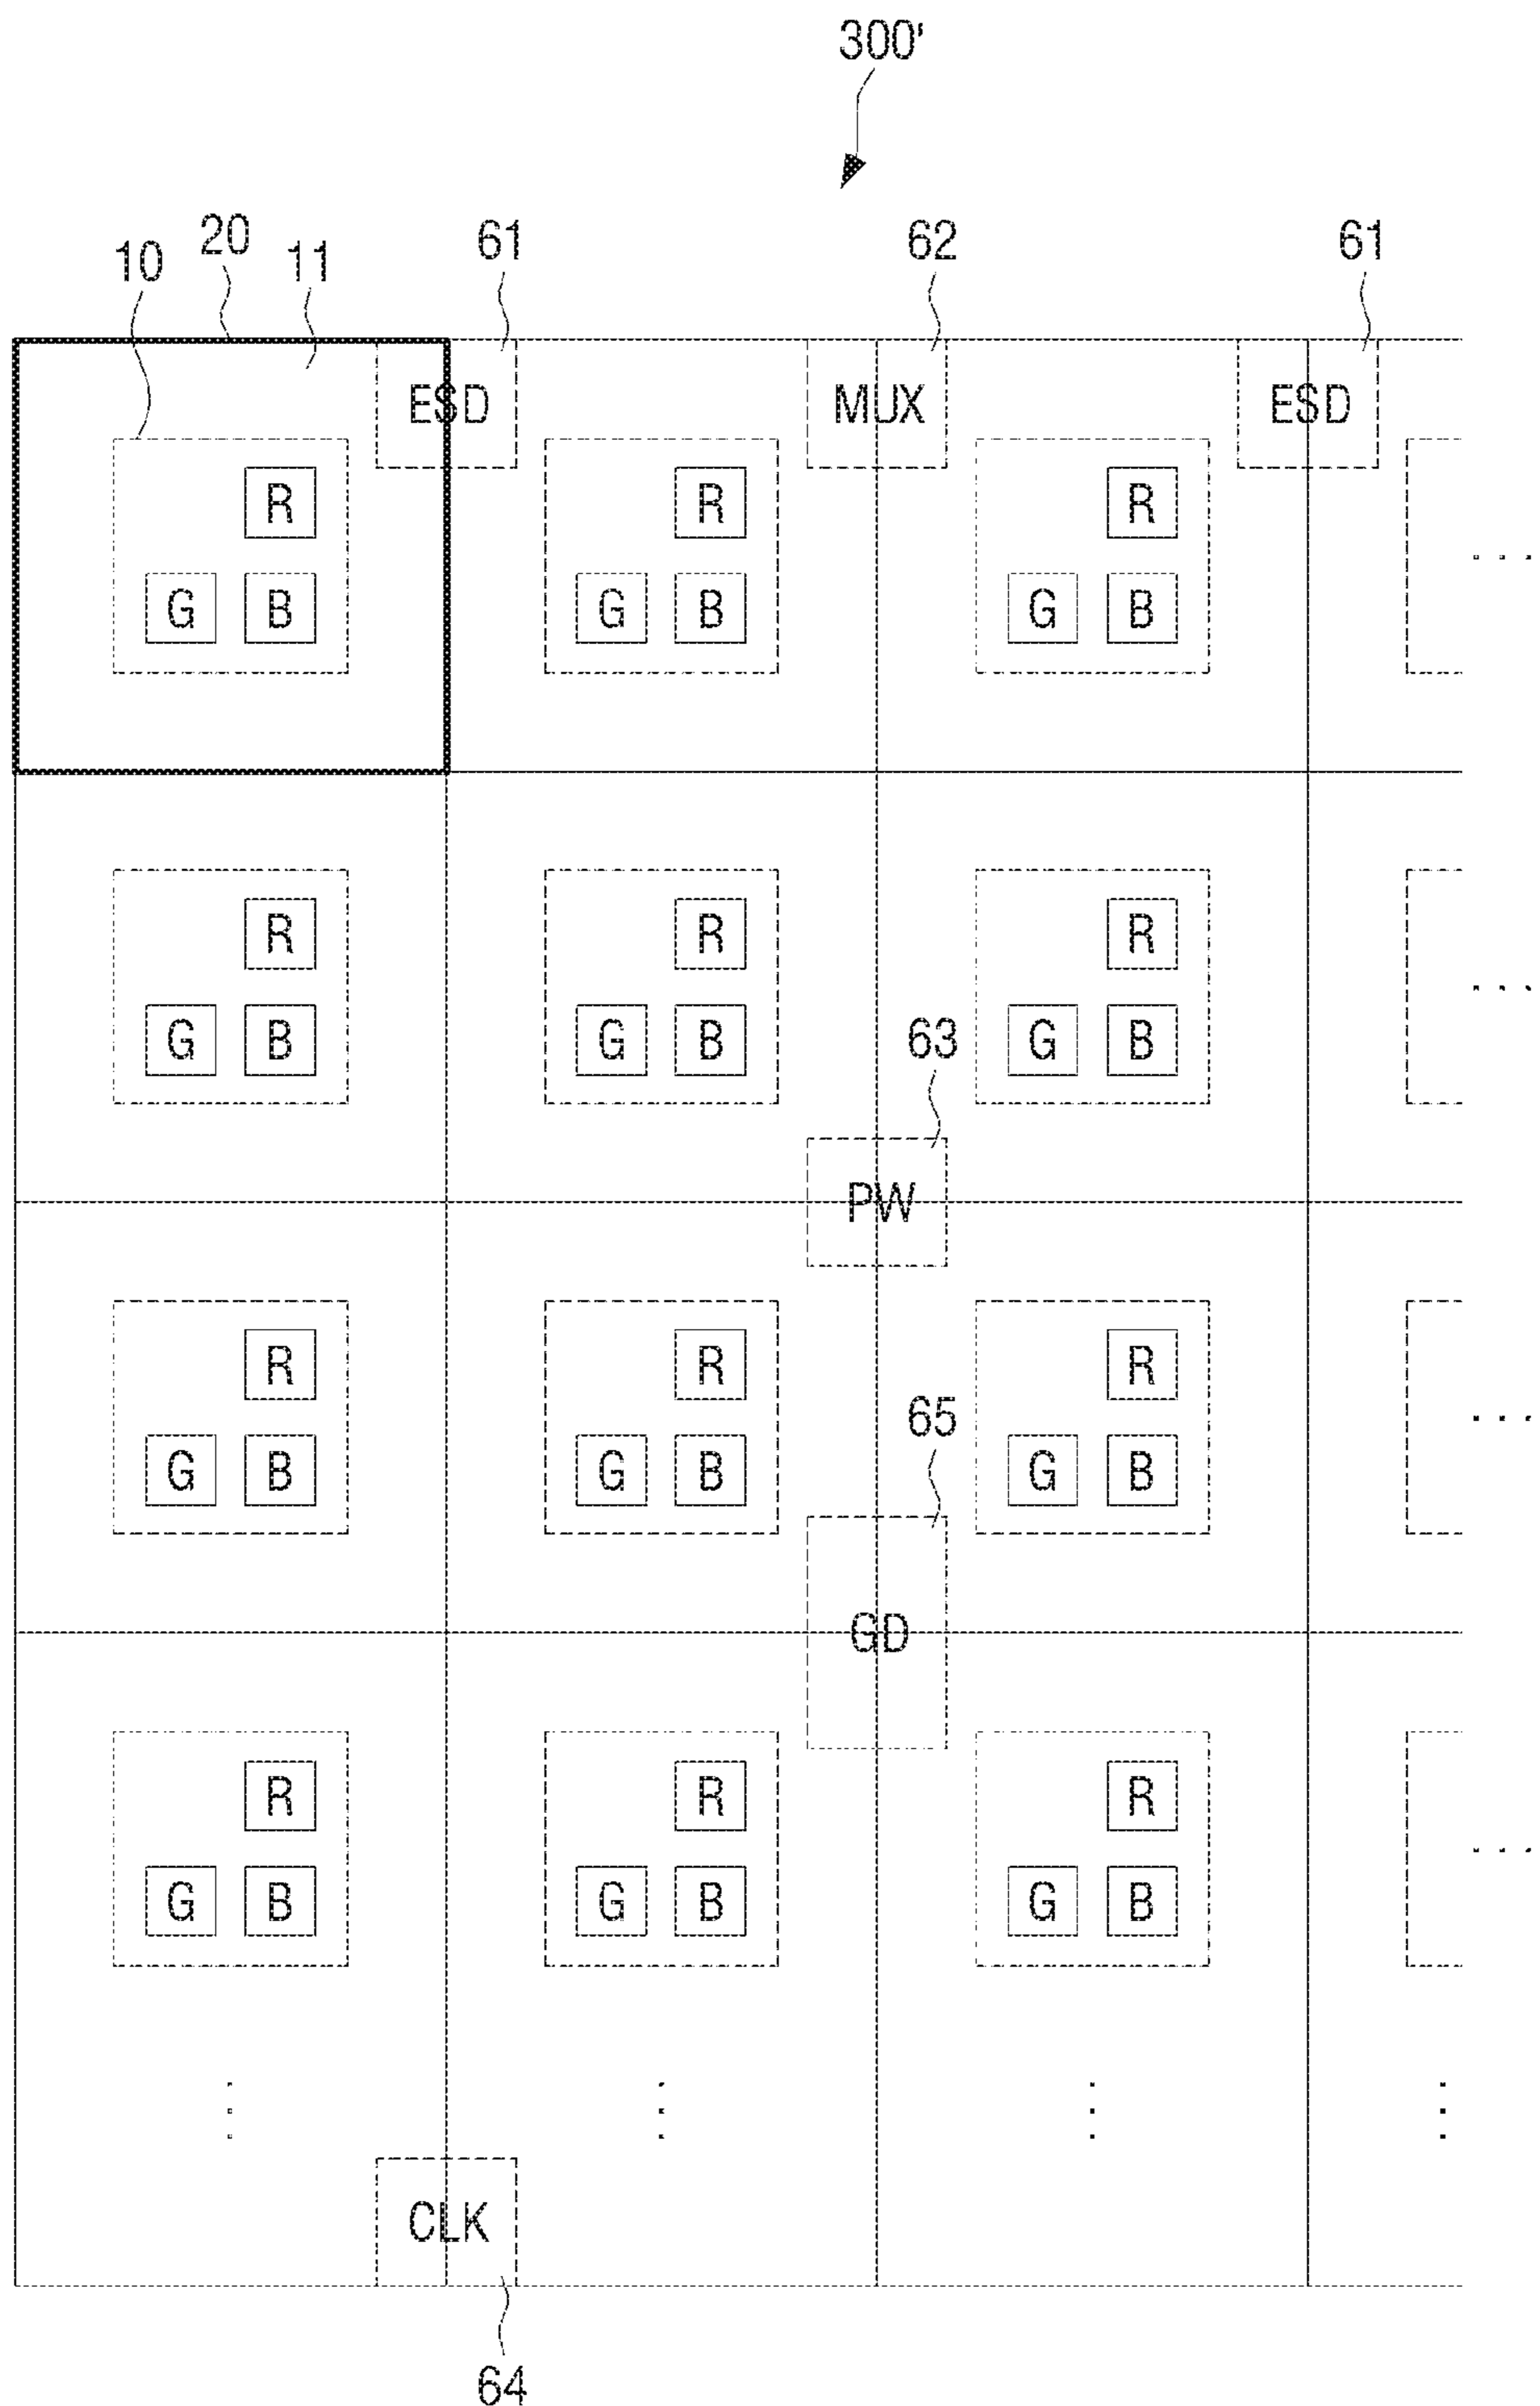 300'
10 20 11 61 62 61
ESD MUX ESD
R R R
G B G B G B ...
R R R ...
G B G B G B
63
PW
R R R
65
G B G B G B
GD
R R R
G B G B G B
CLK
64